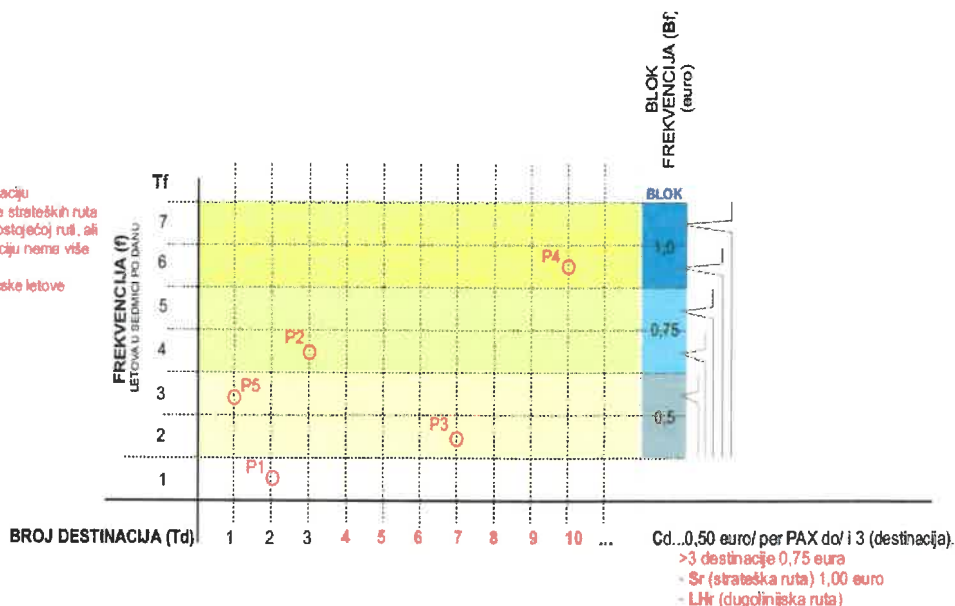 BLOK
FREKVENCIJA (Bf)
(euro)
Tf
BLOK
aciju
e strateških ruta
ostojećoj ruti, ali
ciju nema više
ske letove
FREKVENCIJA (f)
LETOVA U SEDMICI PO DANU
7
6
5
4
3
2
1
P4
P2
P5
P3
P1
1,0
0,75
0,5
BROJ DESTINACIJA (Td) 1 2 3 4 5 6 7 8 9 10 ...
Cd...0,50 euro/ per PAX do/ i 3 (destinacija).
>3 destinacije 0,75 eura
- Sr (strateška ruta) 1,00 euro
- LHr (dugolinijska ruta)